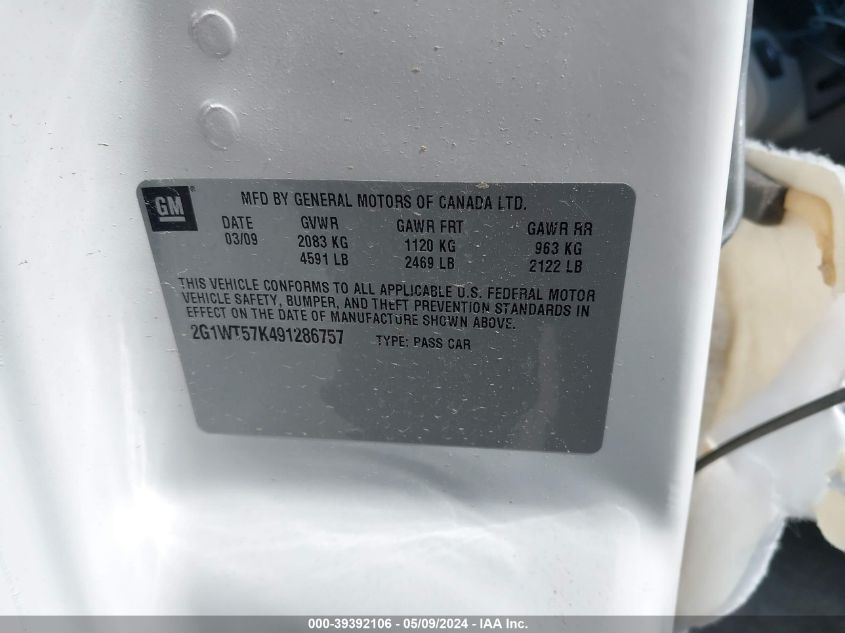 GM ® MFD BY GENERAL MOTORS OF CANADA LTD.
DATE GVWR GAWR FRT GAWR RR
03/09 2083 KG 1120 KG 963 KG
4591 LB 2469 LB 2122 LB
THIS VEHICLE CONFORMS TO ALL APPLICABLE U.S. FEDERAL MOTOR
VEHICLE SAFETY, BUMPER, AND THEFT PREVENTION STANDARDS IN
EFFECT ON THE DATE OF MANUFACTURE SHOWN ABOVE.
2G1WT57K491286757 TYPE: PASS CAR
000-39392106 - 05/09/2024 - IAA Inc.